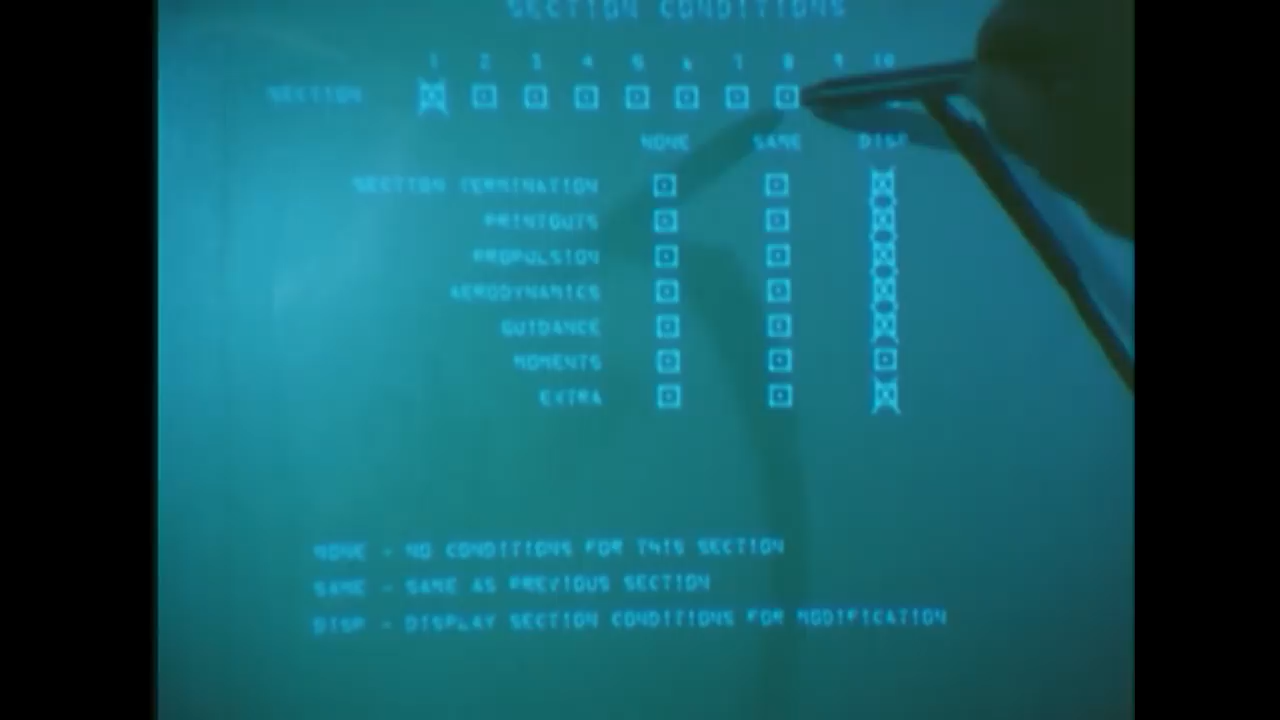 SECTION CONDITIONS
1 2 3 4 5 6 7 8 9 10
SECTION
NONE SAME DISP
SECTION TERMINATION
PRINTOUTS
PROPULSION
AERODYNAMICS
GUIDANCE
MOMENTS
EXTRA
NONE - NO CONDITIONS FOR THIS SECTION
SAME - SAME AS PREVIOUS SECTION
DISP - DISPLAY SECTION CONDITIONS FOR MODIFICATION